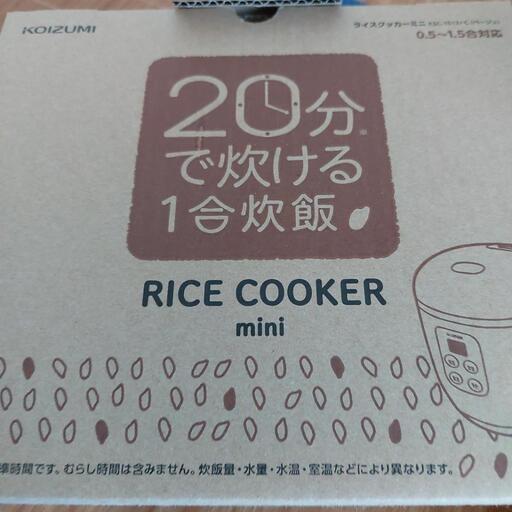 KOIZUMI
ライスクッカーミニ
0.5~1.5合対応
20分※
で炊ける
1合炊飯
RICE COOKER
mini
準時間です。むらし時間は含みません。炊飯量・水量・水温・室温などにより異なります。